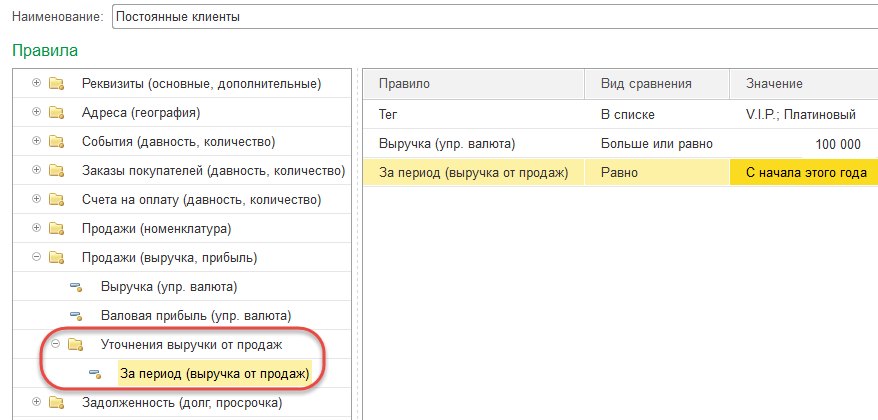 Наименование: Постоянные клиенты
Правила
Реквизиты (основные, дополнительные)
Адреса (география)
События (давность, количество)
Заказы покупателей (давность, количество)
Счета на оплату (давность, количество)
Продажи (номенклатура)
Продажи (выручка, прибыль)
Выручка (упр. валюта)
Валовая прибыль (упр. валюта)
Уточнения выручки от продаж
За период (выручка от продаж)
Задолженность (долг, просрочка)
Правило Вид сравнения Значение
Тег В списке V.I.P.; Платиновый
Выручка (упр. валюта) Больше или равно 100 000
За период (выручка от продаж) Равно С начала этого года